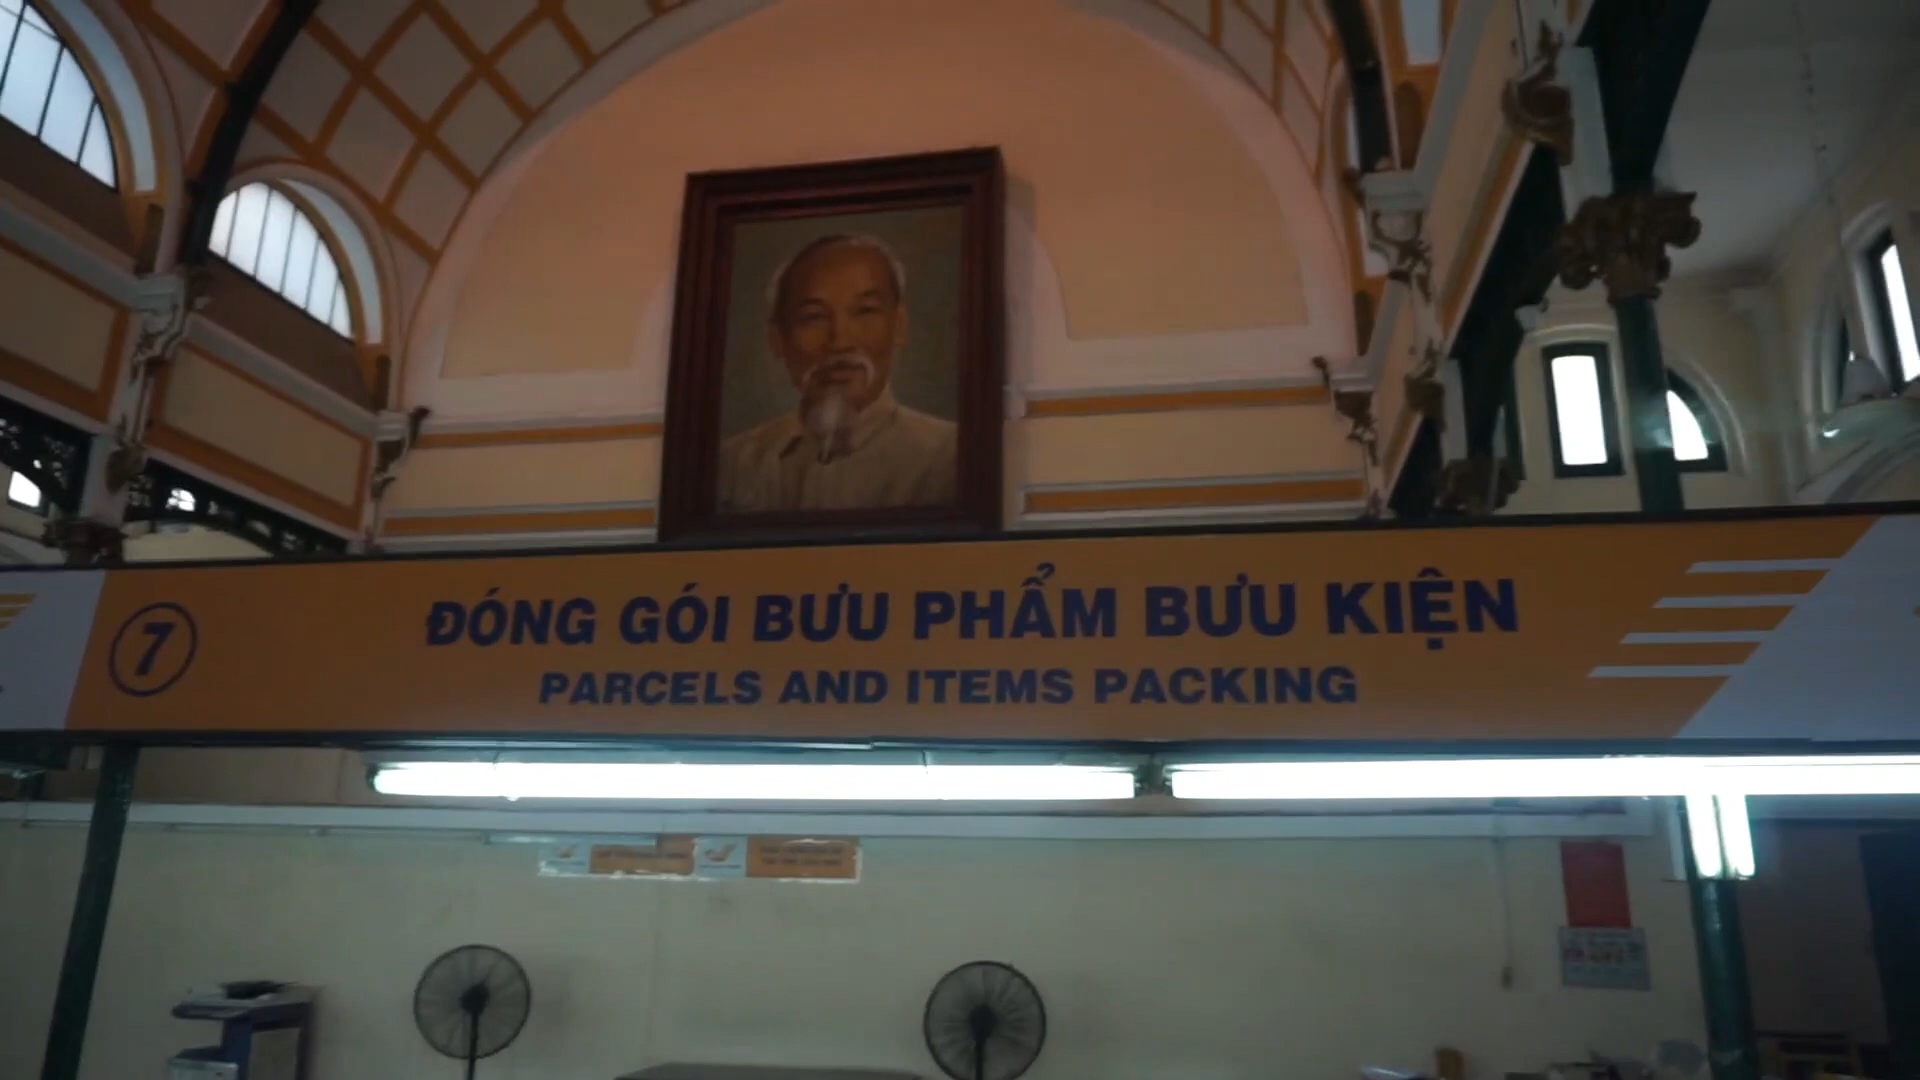 7
ĐÓNG GÓI BƯU PHẨM BƯU KIỆN
PARCELS AND ITEMS PACKING